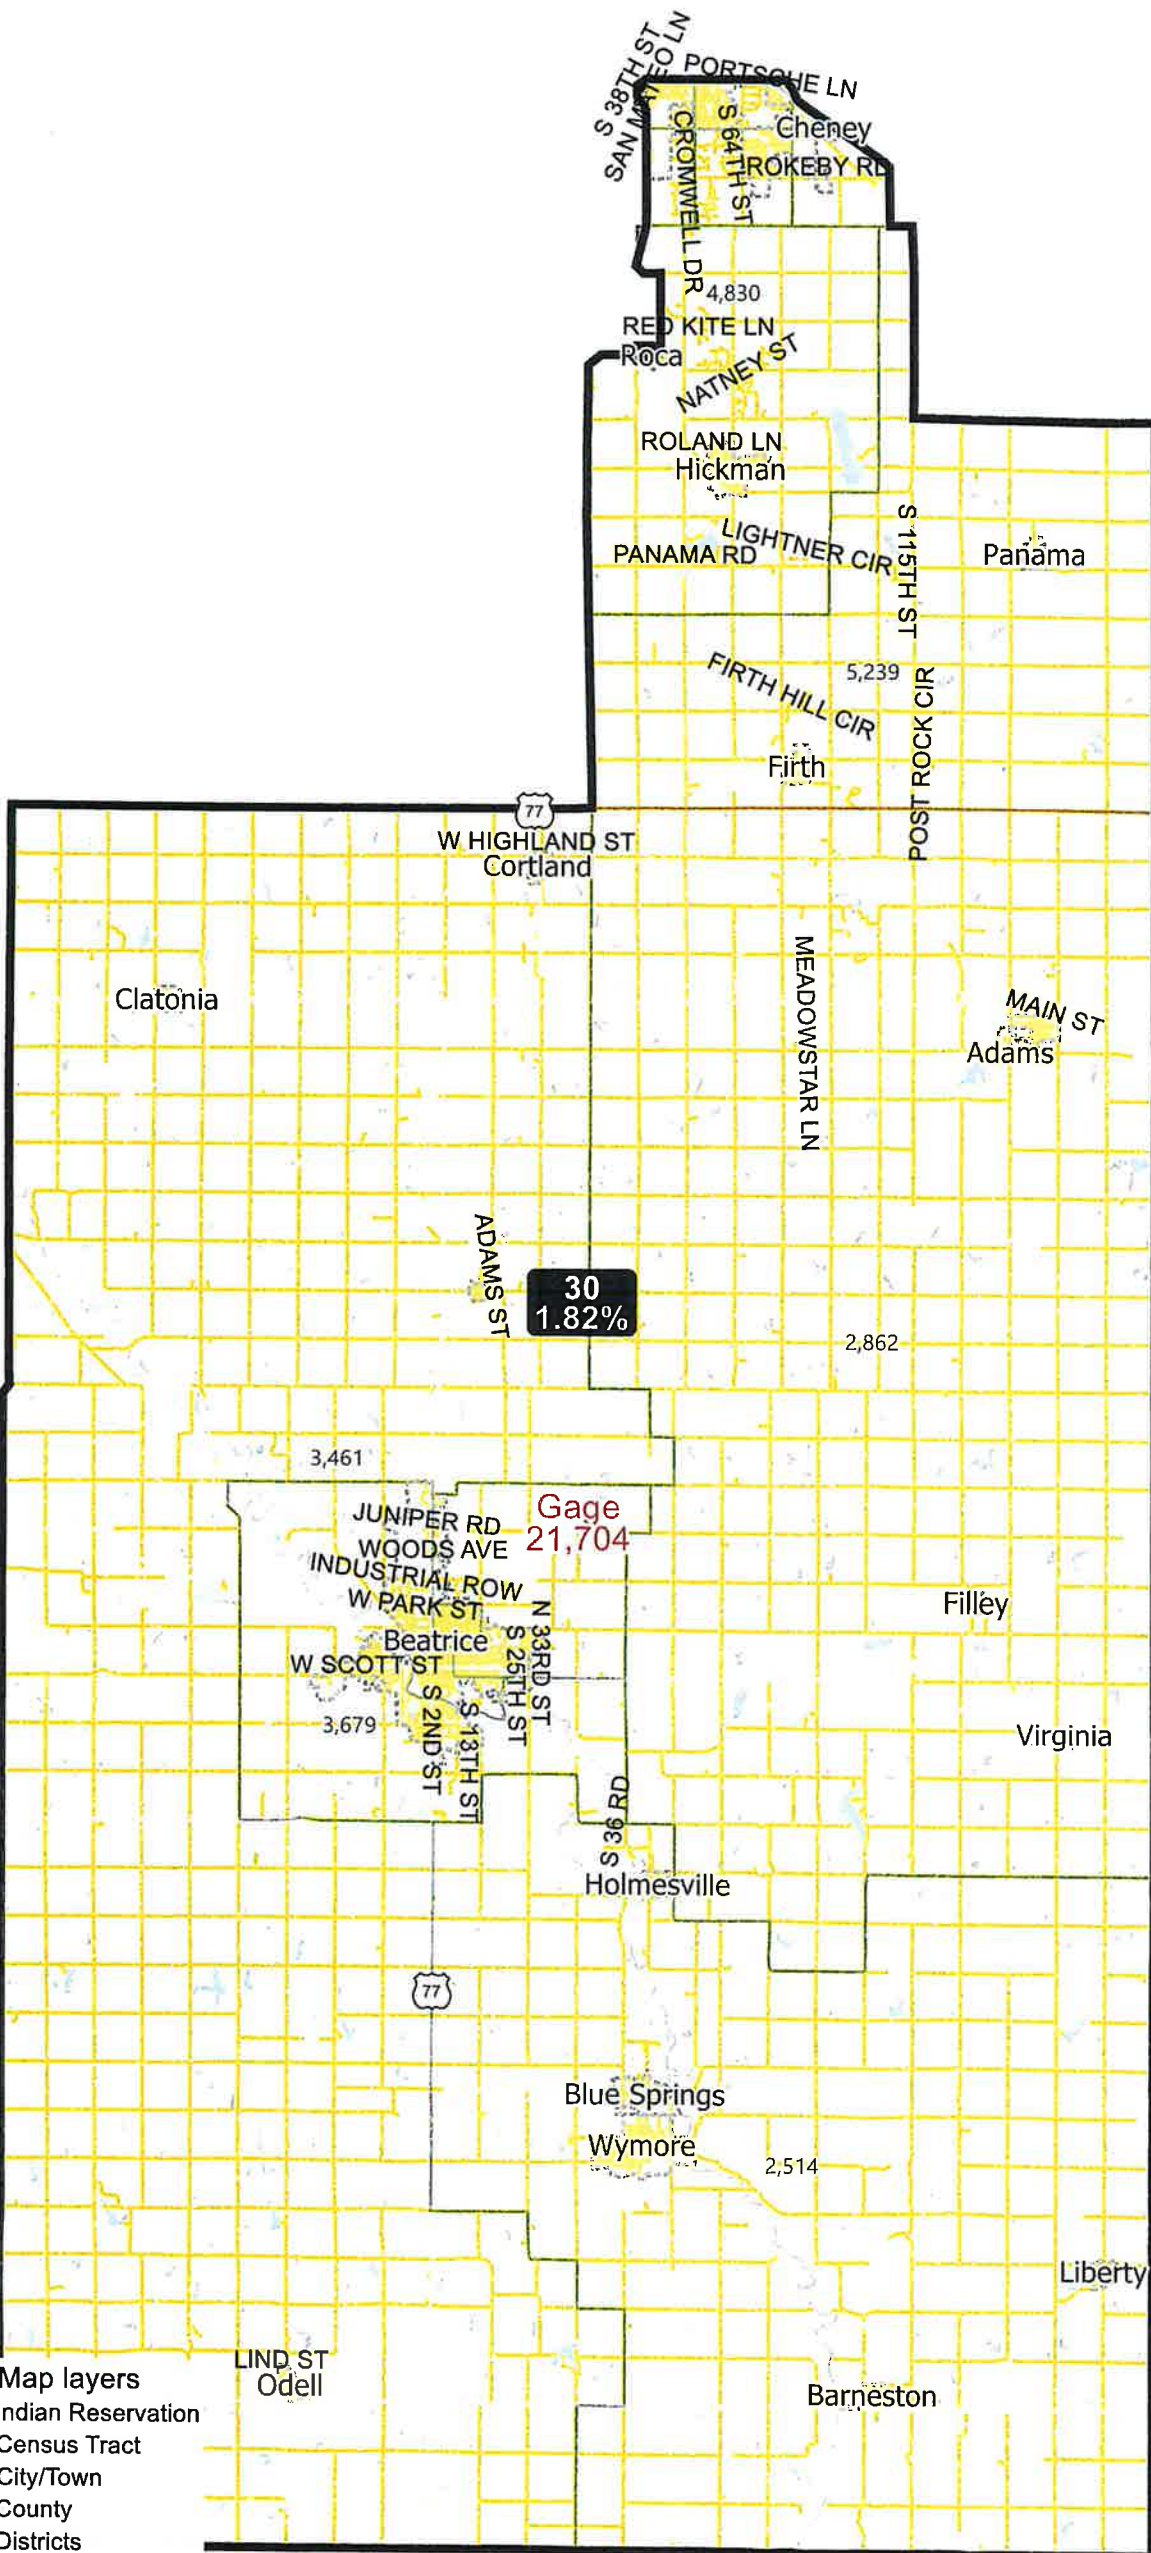 S 38TH ST
SAN MATEO LN
PORTSCHE LN
CROMWELL DR
S 64TH ST
Cheney
ROKEBY RD
4,830
RED KITE LN
Roca
NATNEY ST
ROLAND LN
Hickman
LIGHTNER CIR
PANAMA RD
S 115TH ST
Panama
FIRTH HILL CIR
5,239
POST ROCK CIR
Firth
77
W HIGHLAND ST
Cortland
MEADOWSTAR LN
Clatonia
MAIN ST
Adams
ADAMS ST
30
1.82%
2,862
3,461
Gage
21,704
JUNIPER RD
WOODS AVE
INDUSTRIAL ROW
W PARK ST
N 33RD ST
Filley
Beatrice
S 25TH ST
W SCOTT ST
S 2ND ST
S 13TH ST
3,679
Virginia
S 36 RD
Holmesville
77
Blue Springs
Wymore
2,514
Liberty
LIND ST
Odell
Barneston
Map layers
ndian Reservation
Census Tract
City/Town
County
Districts